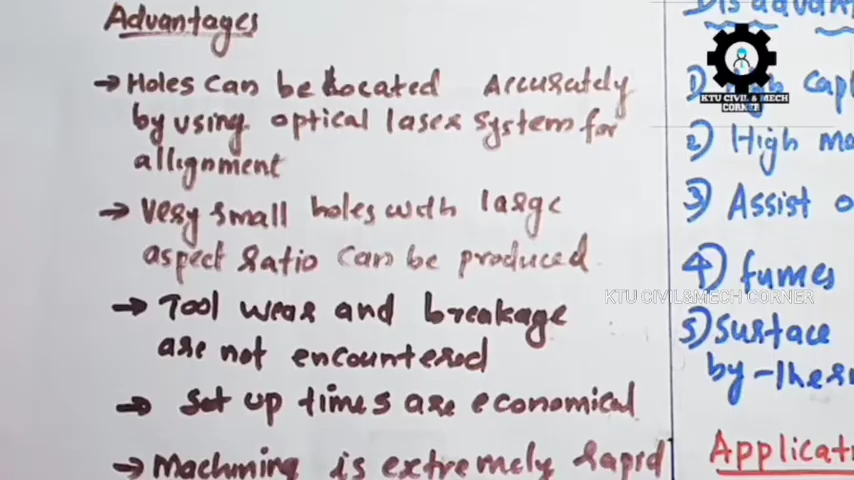 Advantages
→ Holes can be located accurately
by using optical laser system for
allignment
→ Very small holes with large
aspect ratio can be produced
→ Tool wear and breakage
are not encountered
→ Set up times are economical
→ Machining is extremely rapid
1)
2) High
3) Assist
4) fumes
5) Surface
by -
KTU CIVIL & MECH
CORNER
KTU CIVIL&MECH CORNER